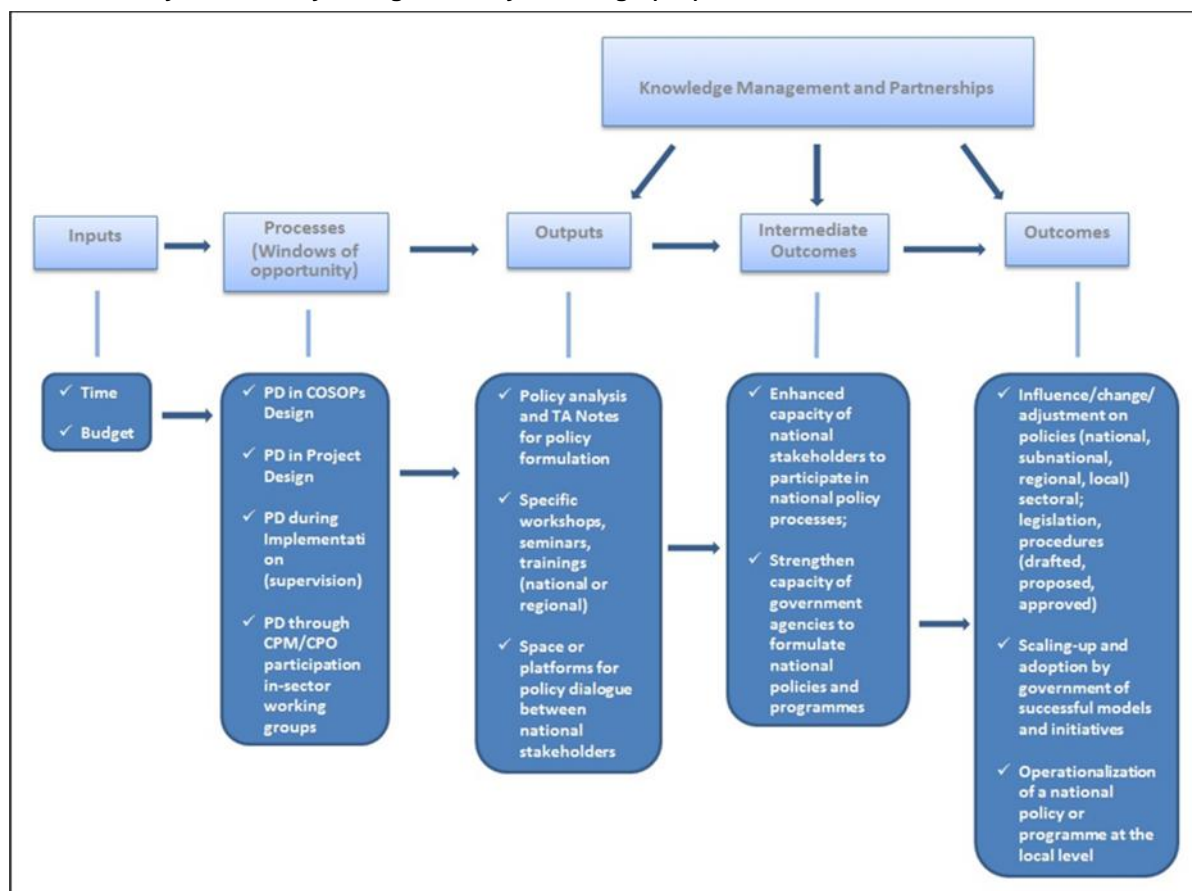 Knowledge Management and Partnerships
Inputs
Processes
(Windows of
opportunity)
Outputs
Intermediate
Outcomes
Outcomes
✓ Time
✓ Budget
✓ PD in COSOPs
Design
✓ PD in Project
Design
✓ PD during
Implementati
on
(supervision)
✓ PD through
CPM/CPO
participation
in-sector
working
groups
✓ Policy analysis
and TA Notes
for policy
formulation
✓ Specific
workshops,
seminars,
trainings
(national or
regional)
✓ Space or
platforms for
policy dialogue
between
national
stakeholders
✓ Enhanced
capacity of
national
stakeholders to
participate in
national policy
processes;
✓ Strengthen
capacity of
government
agencies to
formulate
national
policies and
programmes
✓ Influence/change/
adjustment on
policies (national,
subnational,
regional, local)
sectoral;
legislation,
procedures
(drafted,
proposed,
approved)
✓ Scaling-up and
adoption by
government of
successful models
and initiatives
✓ Operationalization
of a national
policy or
programme at the
local level